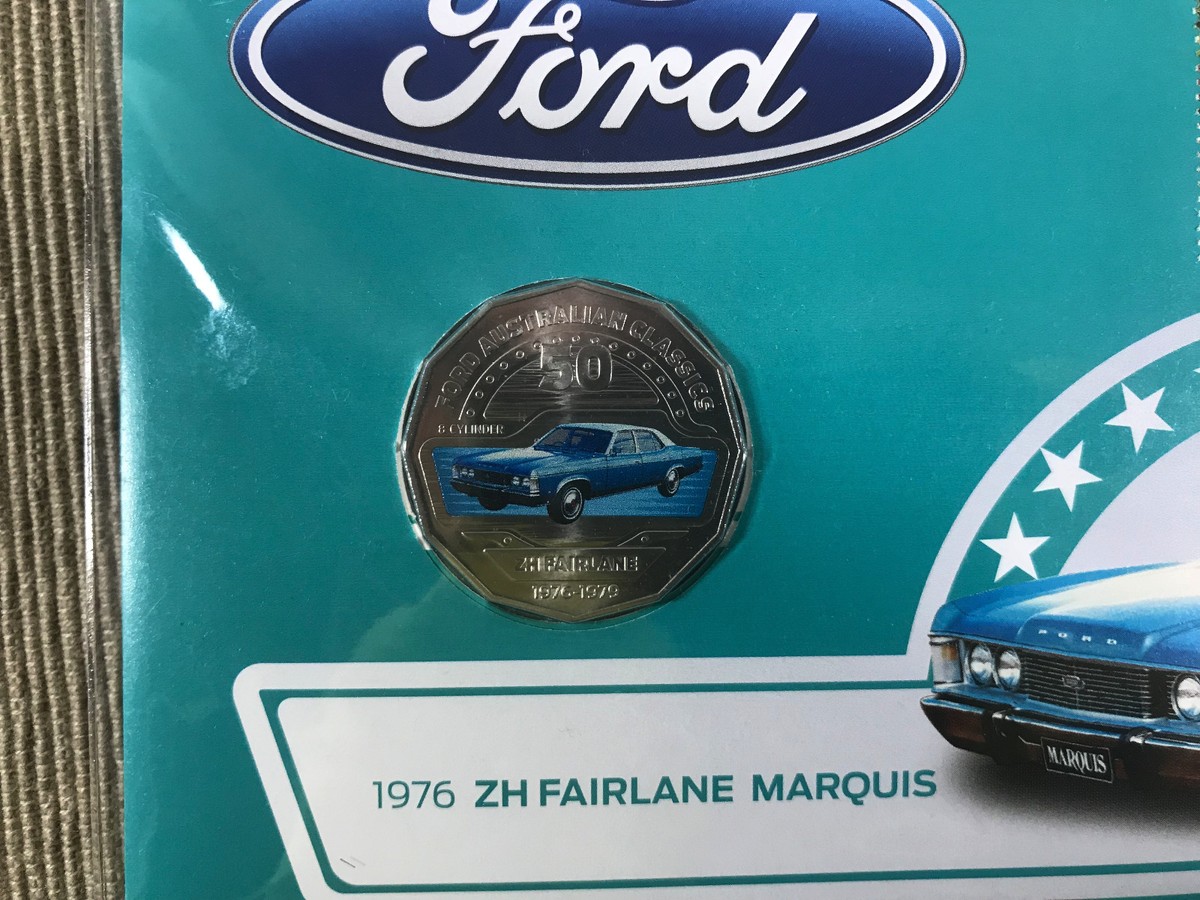 Ford
FORD AUSTRALIAN CLASSICS
50
8 CYLINDER
ZH FAIRLANE
1976-1979
FORD
MARQUIS
1976 ZH FAIRLANE MARQUIS